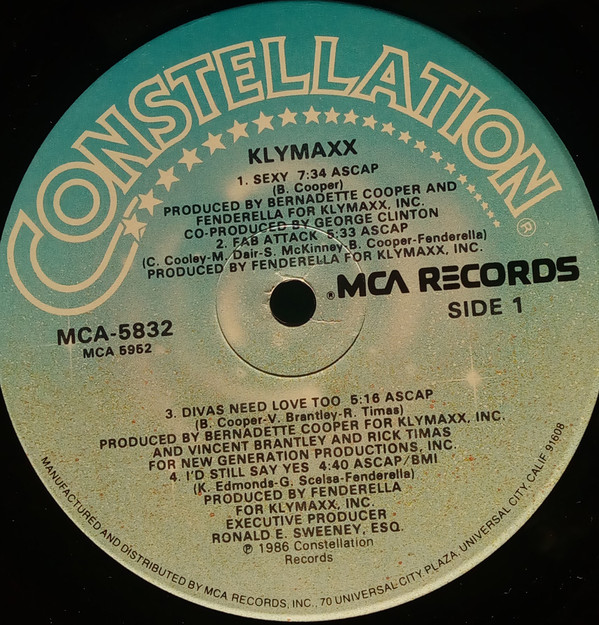 CONSTELLATION ®
KLYMAXX
1. SEXY 7:34 ASCAP
(B. Cooper)
PRODUCED BY BERNADETTE COOPER AND
FENDERELLA FOR KLYMAXX, INC.
CO-PRODUCED BY GEORGE CLINTON
2. FAB ATTACK 5:33 ASCAP
(C. Cooley-M. Dair-S. McKinney B. Cooper-Fenderella)
PRODUCED BY FENDERELLA FOR KLYMAXX, INC.
® MCA RECORDS
SIDE 1
MCA-5832
MCA 5952
3. DIVAS NEED LOVE TOO 5:16 ASCAP
(B. Cooper-V. Brantley-R. Timas)
PRODUCED BY BERNADETTE COOPER FOR KLYMAXX, INC.
AND VINCENT BRANTLEY AND RICK TIMAS
FOR NEW GENERATION PRODUCTIONS, INC.
4. I'D STILL SAY YES 4:40 ASCAP/BMI
(K. Edmonds-G. Scelsa-Fenderella)
PRODUCED BY FENDERELLA
FOR KLYMAXX, INC.
EXECUTIVE PRODUCER
RONALD E. SWEENEY, ESQ.
℗ 1986 Constellation
Records
MANUFACTURED AND DISTRIBUTED BY MCA RECORDS, INC., 70 UNIVERSAL CITY PLAZA, UNIVERSAL CITY, CALIF. 91608